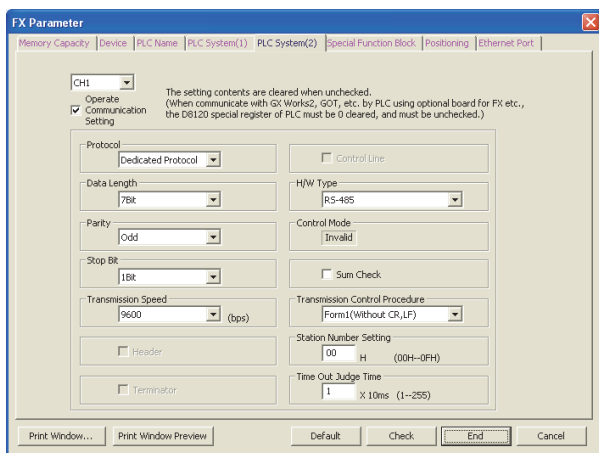 FX Parameter
Memory Capacity Device PLC Name PLC System(1) PLC System(2) Special Function Block Positioning Ethernet Port
CH1
Operate
Communication
Setting
The setting contents are cleared when unchecked.
(When communicate with GX Works2, GOT, etc. by PLC using optional board for FX etc.,
the D8120 special register of PLC must be 0 cleared, and must be unchecked.)
Protocol
Dedicated Protocol
Control Line
Data Length
7Bit
H/W Type
RS-485
Parity
Odd
Control Mode
Invalid
Stop Bit
1Bit
Sum Check
Transmission Speed
9600 (bps)
Transmission Control Procedure
Form1(Without CR,LF)
Header
Station Number Setting
00 H (00H--0FH)
Terminator
Time Out Judge Time
1 X 10ms (1--255)
Print Window... Print Window Preview Default Check End Cancel